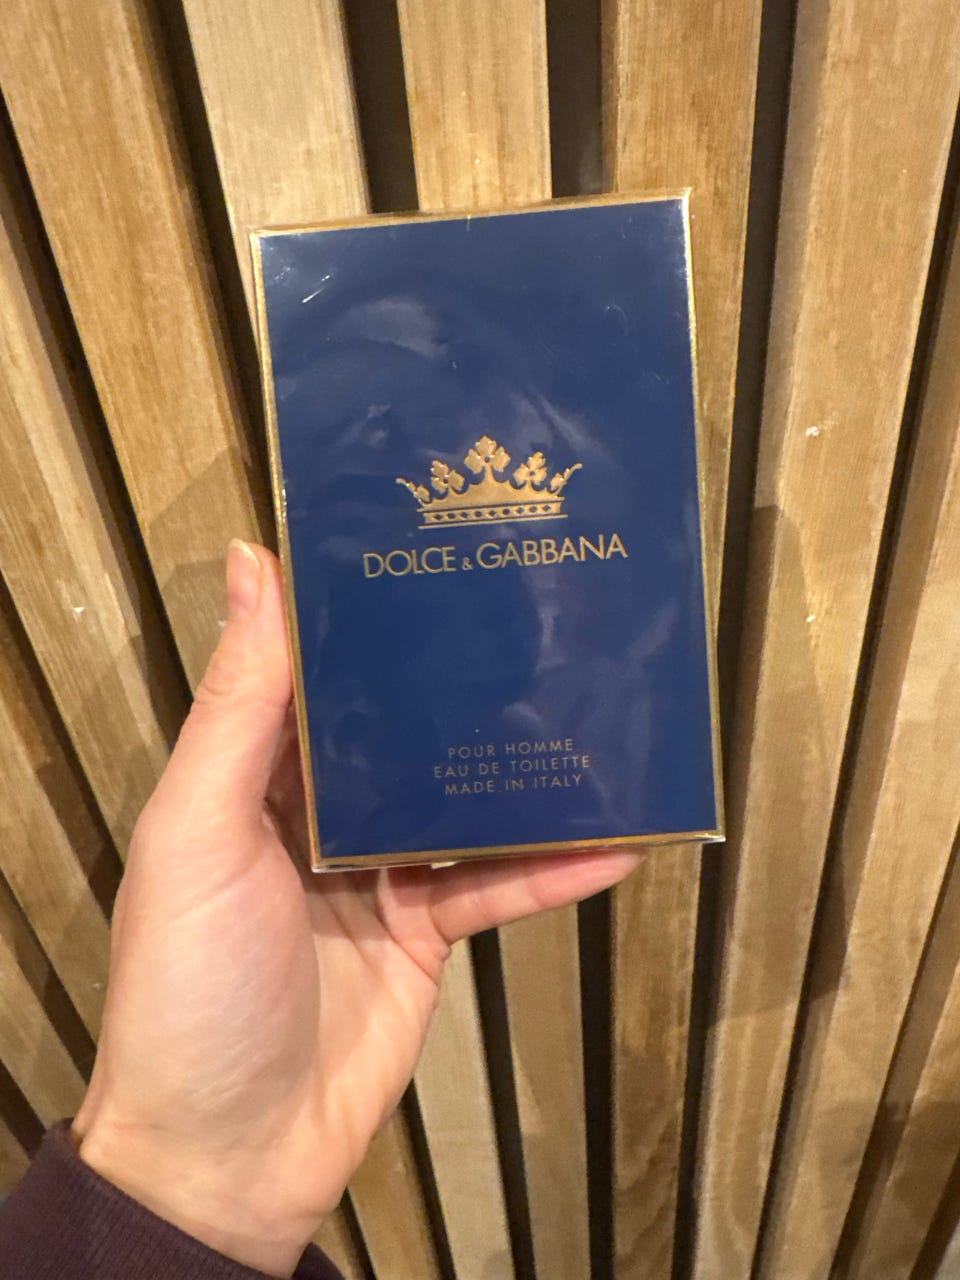 DOLCE & GABBANA
POUR HOMME
EAU DE TOILETTE
MADE IN ITALY